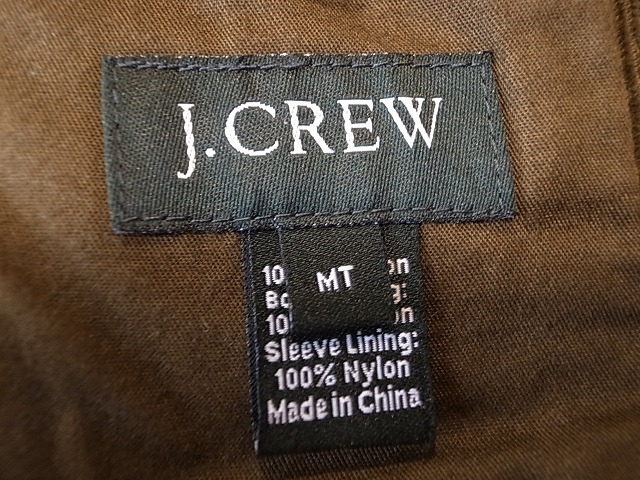 J.CREW
MT
Sleeve Lining:
100% Nylon
Made in China